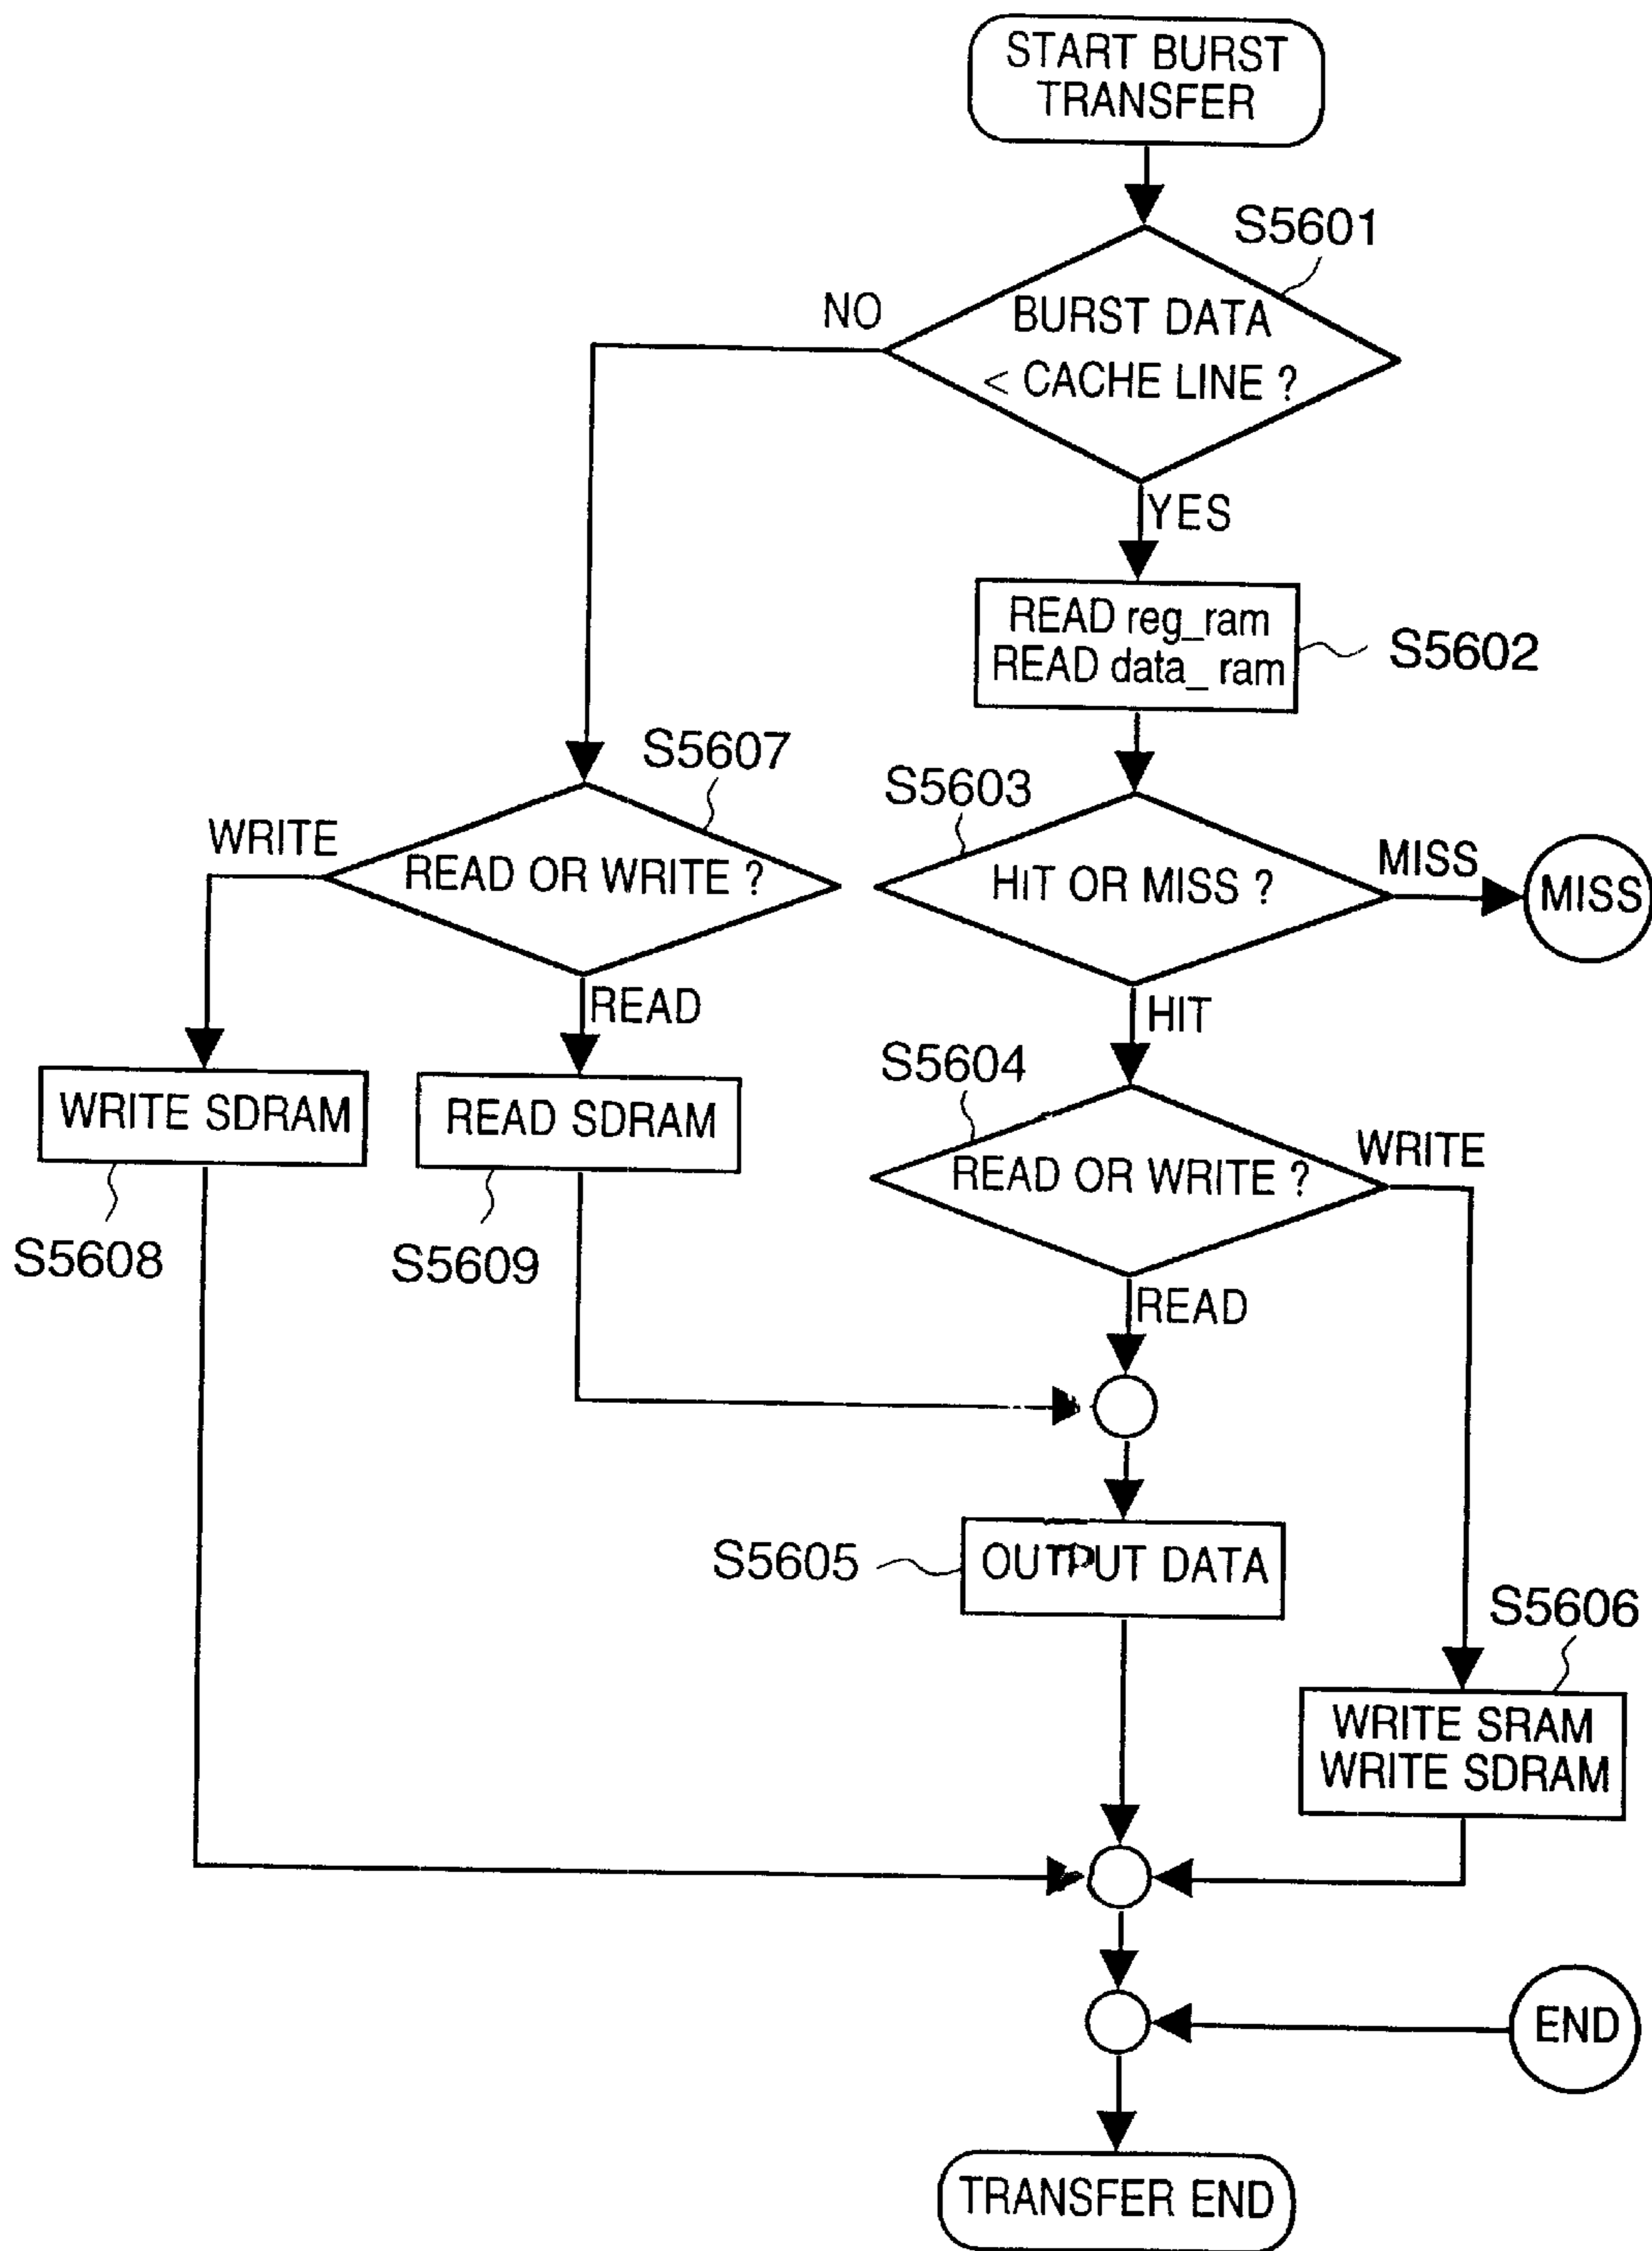 START BURST
TRANSFER
S5601
NO
BURST DATA
< CACHE LINE ?
YES
READ reg_ram
READ data_ ram
S5602
S5607
S5603
WRITE
READ OR WRITE ?
HIT OR MISS ?
MISS
MISS
READ
HIT
S5604
WRITE SDRAM
READ SDRAM
READ OR WRITE ?
WRITE
S5608
S5609
READ
S5605
OUTPUT DATA
S5606
WRITE SRAM
WRITE SDRAM
END
TRANSFER END